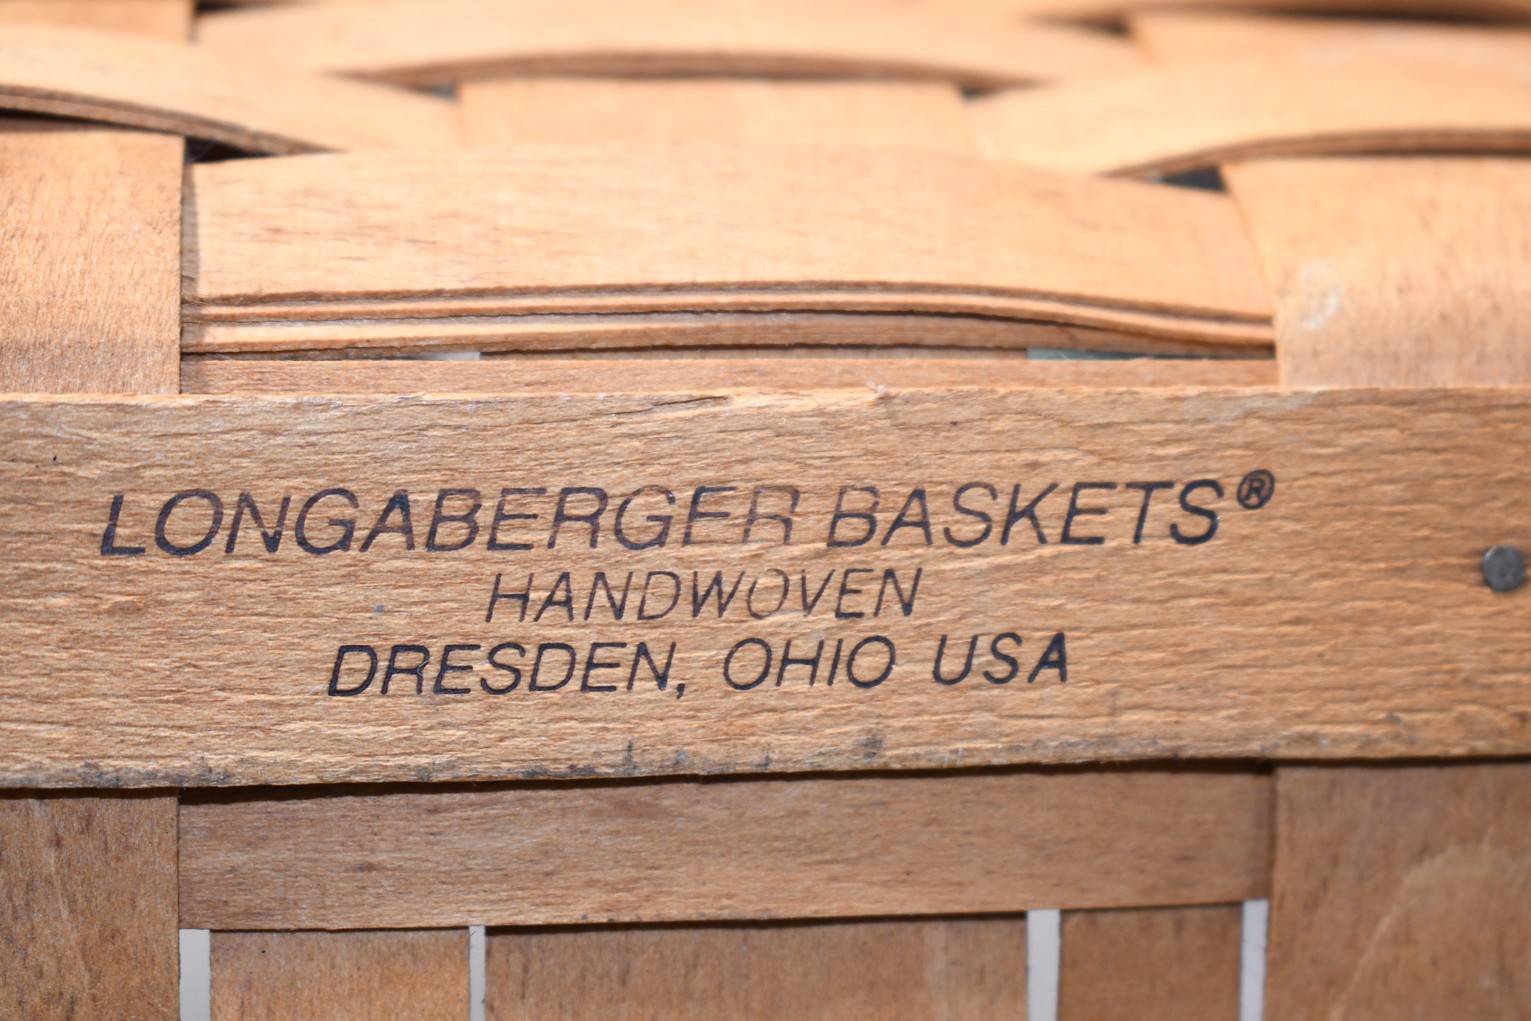 LONGABERGER BASKETS®
HANDWOVEN
DRESDEN, OHIO USA